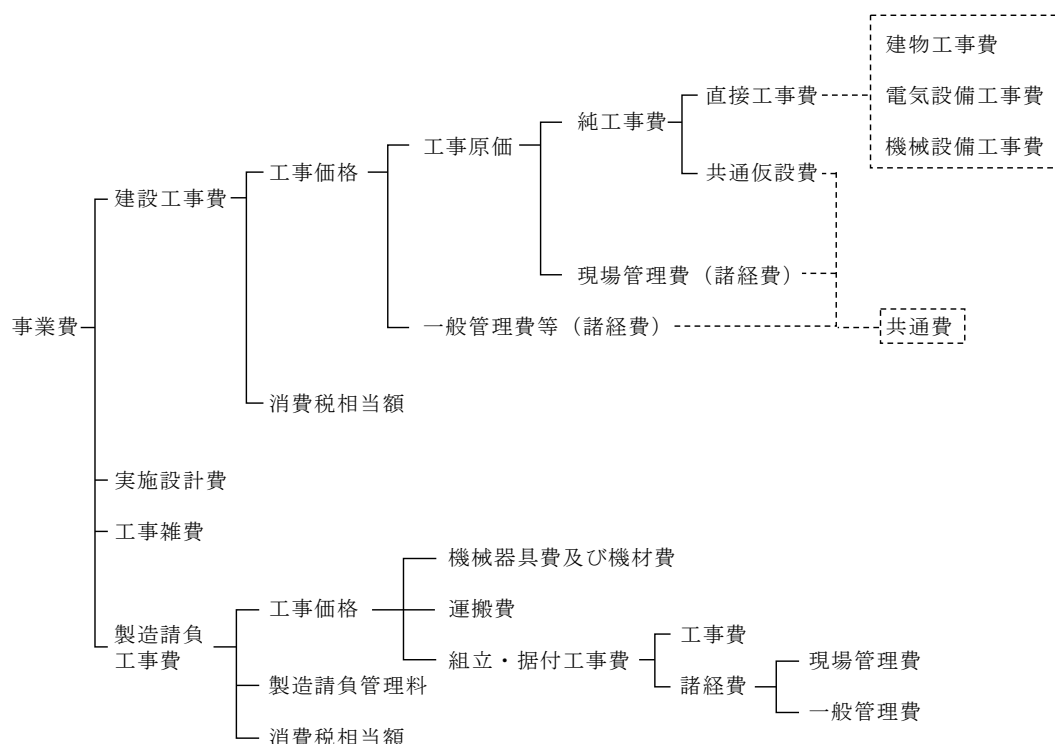 建物工事費
電気設備工事費
機械設備工事費
直接工事費
純工事費
共通仮設費
工事原価
工事価格
建設工事費
現場管理費（諸経費）
一般管理費等（諸経費）
共通費
事業費
消費税相当額
実施設計費
工事雑費
機械器具費及び機材費
工事価格
運搬費
製造請負
工事費
組立・据付工事費
工事費
諸経費
現場管理費
一般管理費
製造請負管理料
消費税相当額